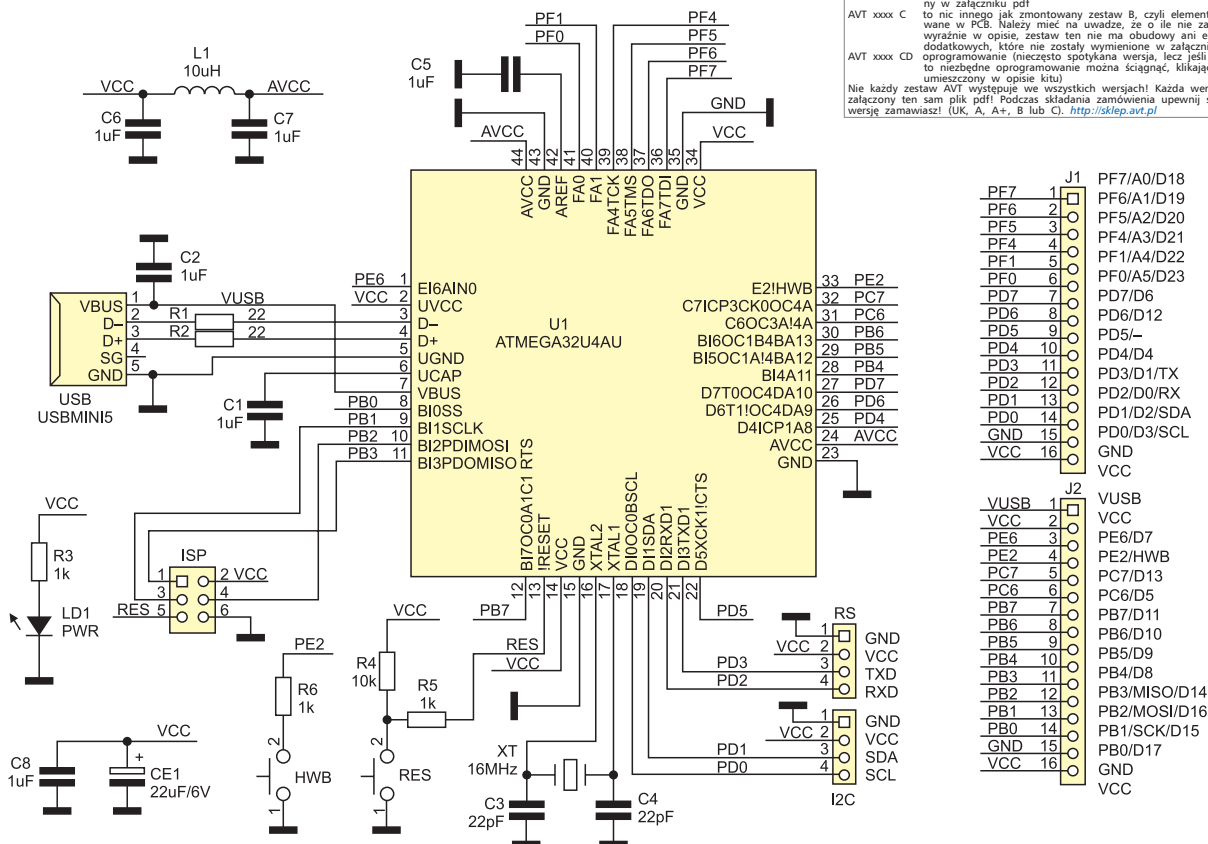 ny w załączniku pdf
AVT xxxx C to nic innego jak zmontowany zestaw B, czyli element
wane w PCB. Należy mieć na uwadze, że o ile nie za
wyraźnie w opisie, zestaw ten nie ma obudowy ani e
dodatkowych, które nie zostały wymienione w załączni
AVT xxxx CD oprogramowanie (nieczęsto spotykana wersja, lecz jeśli
to niezbędne oprogramowanie można ściągnąć, klikając
umieszczony w opisie kitu)
Nie każdy zestaw AVT występuje we wszystkich wersjach! Każda wer
załączony ten sam plik pdf! Podczas składania zamówienia upewnij s
wersję zamawiasz! (UK, A, A+, B lub C). http://sklep.avt.pl
L1
10uH
VCC
AVCC
C6
1uF
C7
1uF
C5
1uF
PF1
PF0
PF4
PF5
PF6
PF7
GND
VCC
AVCC
44 43 42 41 40 39 38 37 36 35 34
AVCC
GND
AREF
FA0
FA1
FA4TCK
FA5TMS
FA6TDO
FA7TDI
GND
VCC
U1
ATMEGA32U4AU
PE6 1 EI6AIN0
VCC 2 UVCC
3 D–
4 D+
5 UGND
6 UCAP
7 VBUS
PB0 8 BI0SS
PB1 9 BI1SCLK
PB2 10 BI2PDIMOSI
PB3 11 BI3PDOMISO
E2!HWB 33 PE2
C7ICP3CK0OC4A 32 PC7
C6OC3A!4A 31 PC6
BI6OC1B4BA13 30 PB6
BI5OC1A!4BA12 29 PB5
BI4A11 28 PB4
D7T0OC4DA10 27 PD7
D6T1!OC4DA9 26 PD6
D4ICP1A8 25 PD4
AVCC 24 AVCC
GND 23
BI7OC0A1C1 RTS
!RESET
VCC
GND
XTAL2
XTAL1
DI0OC0BSCL
DI1SDA
DI2RXD1
DI3TXD1
D5XCK1!CTS
12 13 14 15 16 17 18 19 20 21 22
C2
1uF
VBUS 1
D– 2
D+ 3
SG 4
GND 5
USB
USBMINI5
VUSB
R1 22
R2 22
C1
1uF
VCC
R3
1k
LD1
PWR
ISP
1 2 VCC
3 4
RES 5 6
PE2
R6
1k
2
HWB
1
VCC
R4
10k
R5
1k
2
RES
1
PB7
RES
VCC
XT
16MHz
C3
22pF
C4
22pF
VCC
C8
1uF
+
CE1
22uF/6V
PD5
RS
1 GND
VCC 2 VCC
PD3 3 TXD
PD2 4 RXD
1 GND
VCC 2 VCC
PD1 3 SDA
PD0 4 SCL
I2C
J1
PF7 1 PF7/A0/D18
PF6 2 PF6/A1/D19
PF5 3 PF5/A2/D20
PF4 4 PF4/A3/D21
PF1 5 PF1/A4/D22
PF0 6 PF0/A5/D23
PD7 7 PD7/D6
PD6 8 PD6/D12
PD5 9 PD5/–
PD4 10 PD4/D4
PD3 11 PD3/D1/TX
PD2 12 PD2/D0/RX
PD1 13 PD1/D2/SDA
PD0 14 PD0/D3/SCL
GND 15 GND
VCC 16 VCC
J2
VUSB 1 VUSB
VCC 2 VCC
PE6 3 PE6/D7
PE2 4 PE2/HWB
PC7 5 PC7/D13
PC6 6 PC6/D5
PB7 7 PB7/D11
PB6 8 PB6/D10
PB5 9 PB5/D9
PB4 10 PB4/D8
PB3 11 PB3/MISO/D14
PB2 12 PB2/MOSI/D16
PB1 13 PB1/SCK/D15
PB0 14 PB0/D17
GND 15 GND
VCC 16 VCC